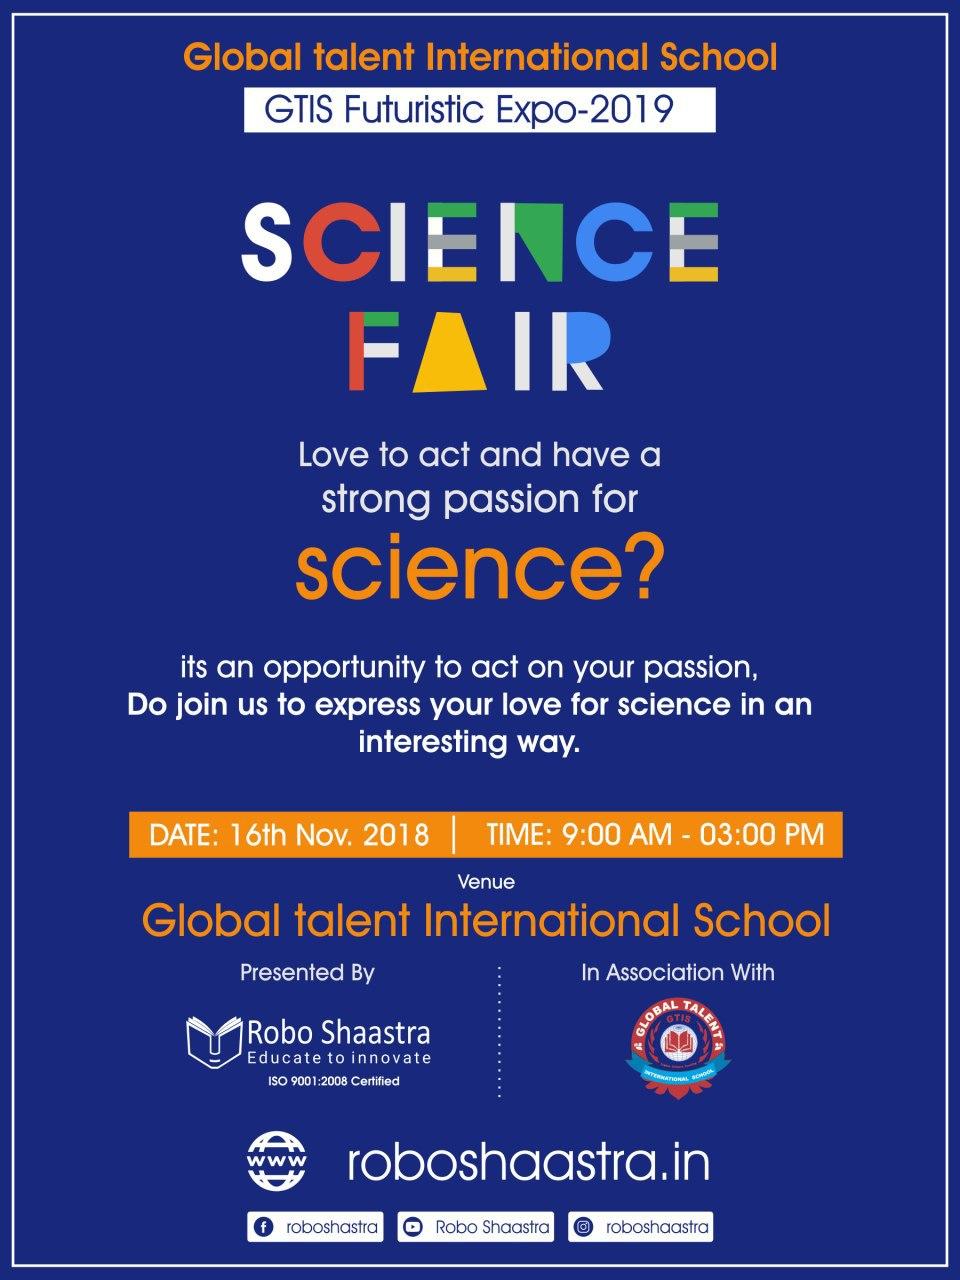 Global talent International School
GTIS Futuristic Expo-2019
SCIENCE
FAIR
Love to act and have a
strong passion for
science?
its an opportunity to act on your passion,
Do join us to express your love for science in an
interesting way.
DATE: 16th Nov. 2018 | TIME: 9:00 AM - 03:00 PM
Venue
Global talent International School
Presented By
Robo Shaastra
Educate to innovate
ISO 9001:2008 Certified
In Association With
GLOBAL TALENT
GTIS
INTERNATIONAL SCHOOL
www roboshaastra.in
roboshastra Robo Shaastra roboshaastra